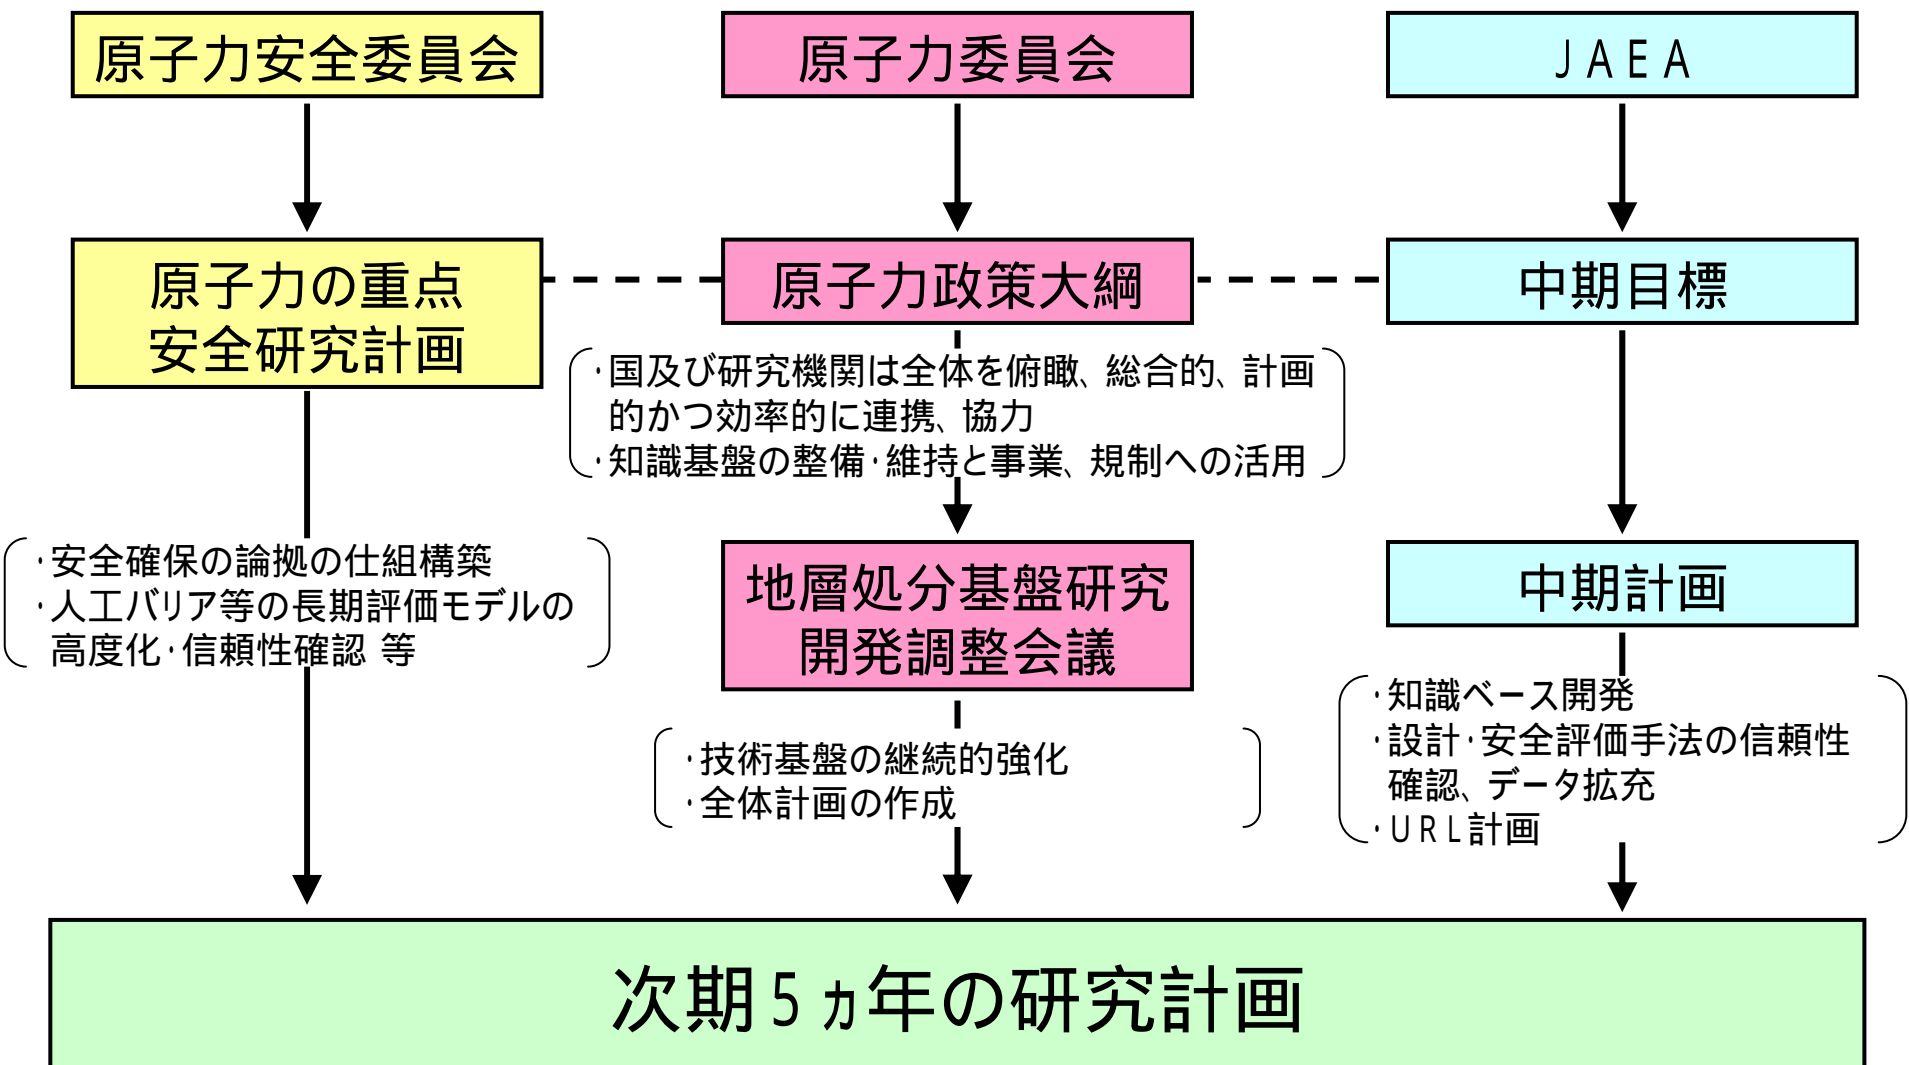 原子力安全委員会
原子力委員会
JAEA
原子力の重点
安全研究計画
原子力政策大綱
中期目標
・国及び研究機関は全体を俯瞰、総合的、計画
的かつ効率的に連携、協力
・知識基盤の整備・維持と事業、規制への活用
・安全確保の論拠の仕組構築
・人工バリア等の長期評価モデルの
高度化・信頼性確認 等
地層処分基盤研究
開発調整会議
中期計画
・技術基盤の継続的強化
・全体計画の作成
・知識ベース開発
・設計・安全評価手法の信頼性
確認、データ拡充
・URL計画
次期5ヵ年の研究計画